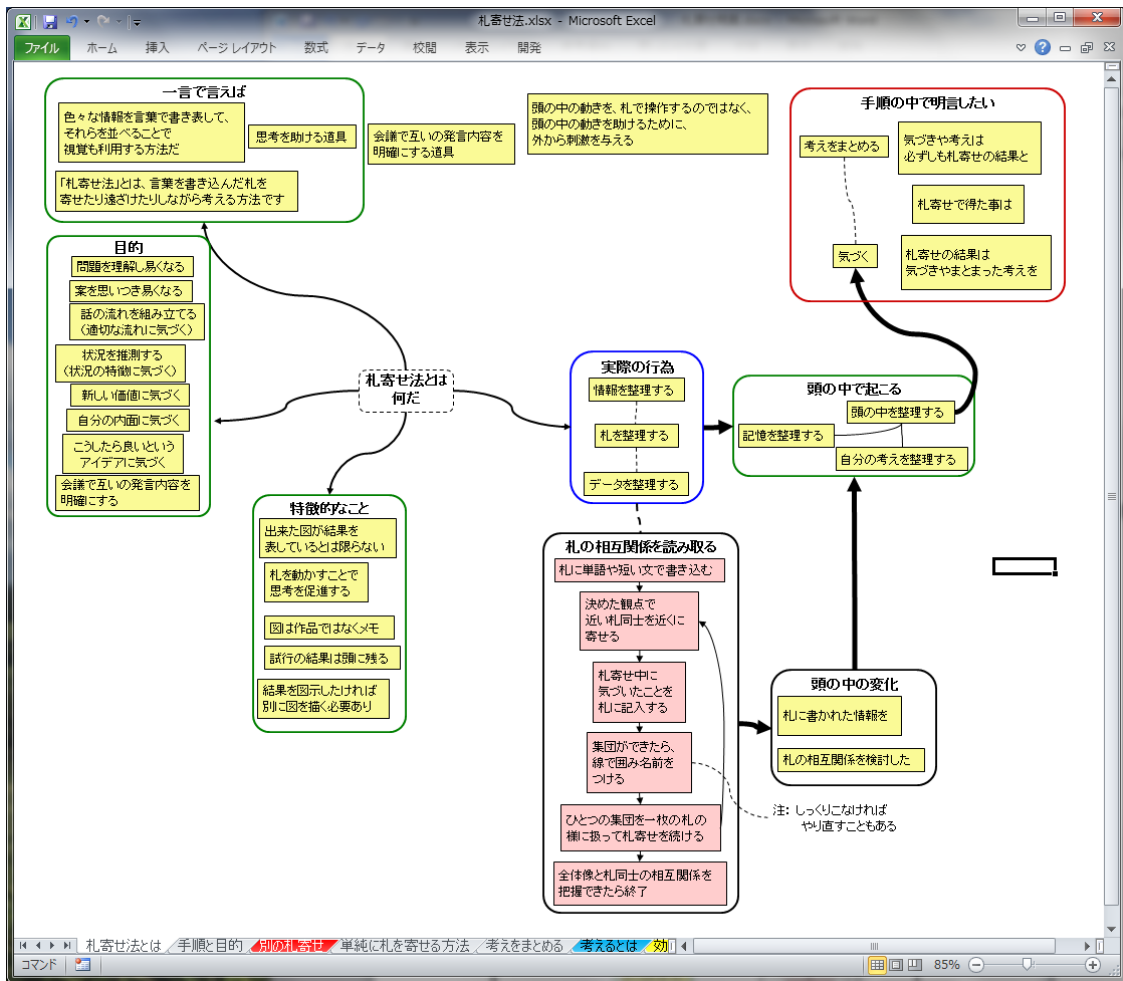 札寄せ法.xlsx - Microsoft Excel
ファイル ホーム 挿入 ページ レイアウト 数式 データ 校閲 表示 開発
一言で言えば
色々な情報を言葉で書き表して、
それらを並べることで
視覚も利用する方法だ
思考を助ける道具
「札寄せ法」とは、言葉を書き込んだ札を
寄せたり遠ざけたりしながら考える方法です
会議で互いの発言内容を
明確にする道具
頭の中の動きを、札で操作するのではなく、
頭の中の動きを助けるために、
外から刺激を与える
手順の中で明言したい
考えをまとめる
気づきや考えは
必ずしも札寄せの結果と
札寄せで得た事は
気づく
札寄せの結果は
気づきやまとまった考えを
目的
問題を理解し易くなる
案を思いつき易くなる
話の流れを組み立てる
(適切な流れに気づく)
状況を推測する
(状況の特徴に気づく)
新しい価値に気づく
自分の内面に気づく
こうしたら良いという
アイデアに気づく
会議で互いの発言内容を
明確にする
札寄せ法とは
何だ
実際の行為
情報を整理する
札を整理する
データを整理する
頭の中で起こる
頭の中を整理する
記憶を整理する
自分の考えを整理する
特徴的なこと
出来た図が結果を
表しているとは限らない
札を動かすことで
思考を促進する
図は作品ではなくメモ
試行の結果は頭に残る
結果を図示したければ
別に図を描く必要あり
札の相互関係を読み取る
札に単語や短い文で書き込む
決めた観点で
近い札同士を近くに
寄せる
札寄せ中に
気づいたことを
札に記入する
集団ができたら、
線で囲み名前を
つける
ひとつの集団を一枚の札の
様に扱って札寄せを続ける
全体像と札同士の相互関係を
把握できたら終了
頭の中の変化
札に書かれた情報を
札の相互関係を検討した
注: しっくりこなければ
やり直すこともある
札寄せ法とは 手順と目的 別の札寄せ 単純に札を寄せる方法 考えをまとめる 考えるとは 効
コマンド 85%